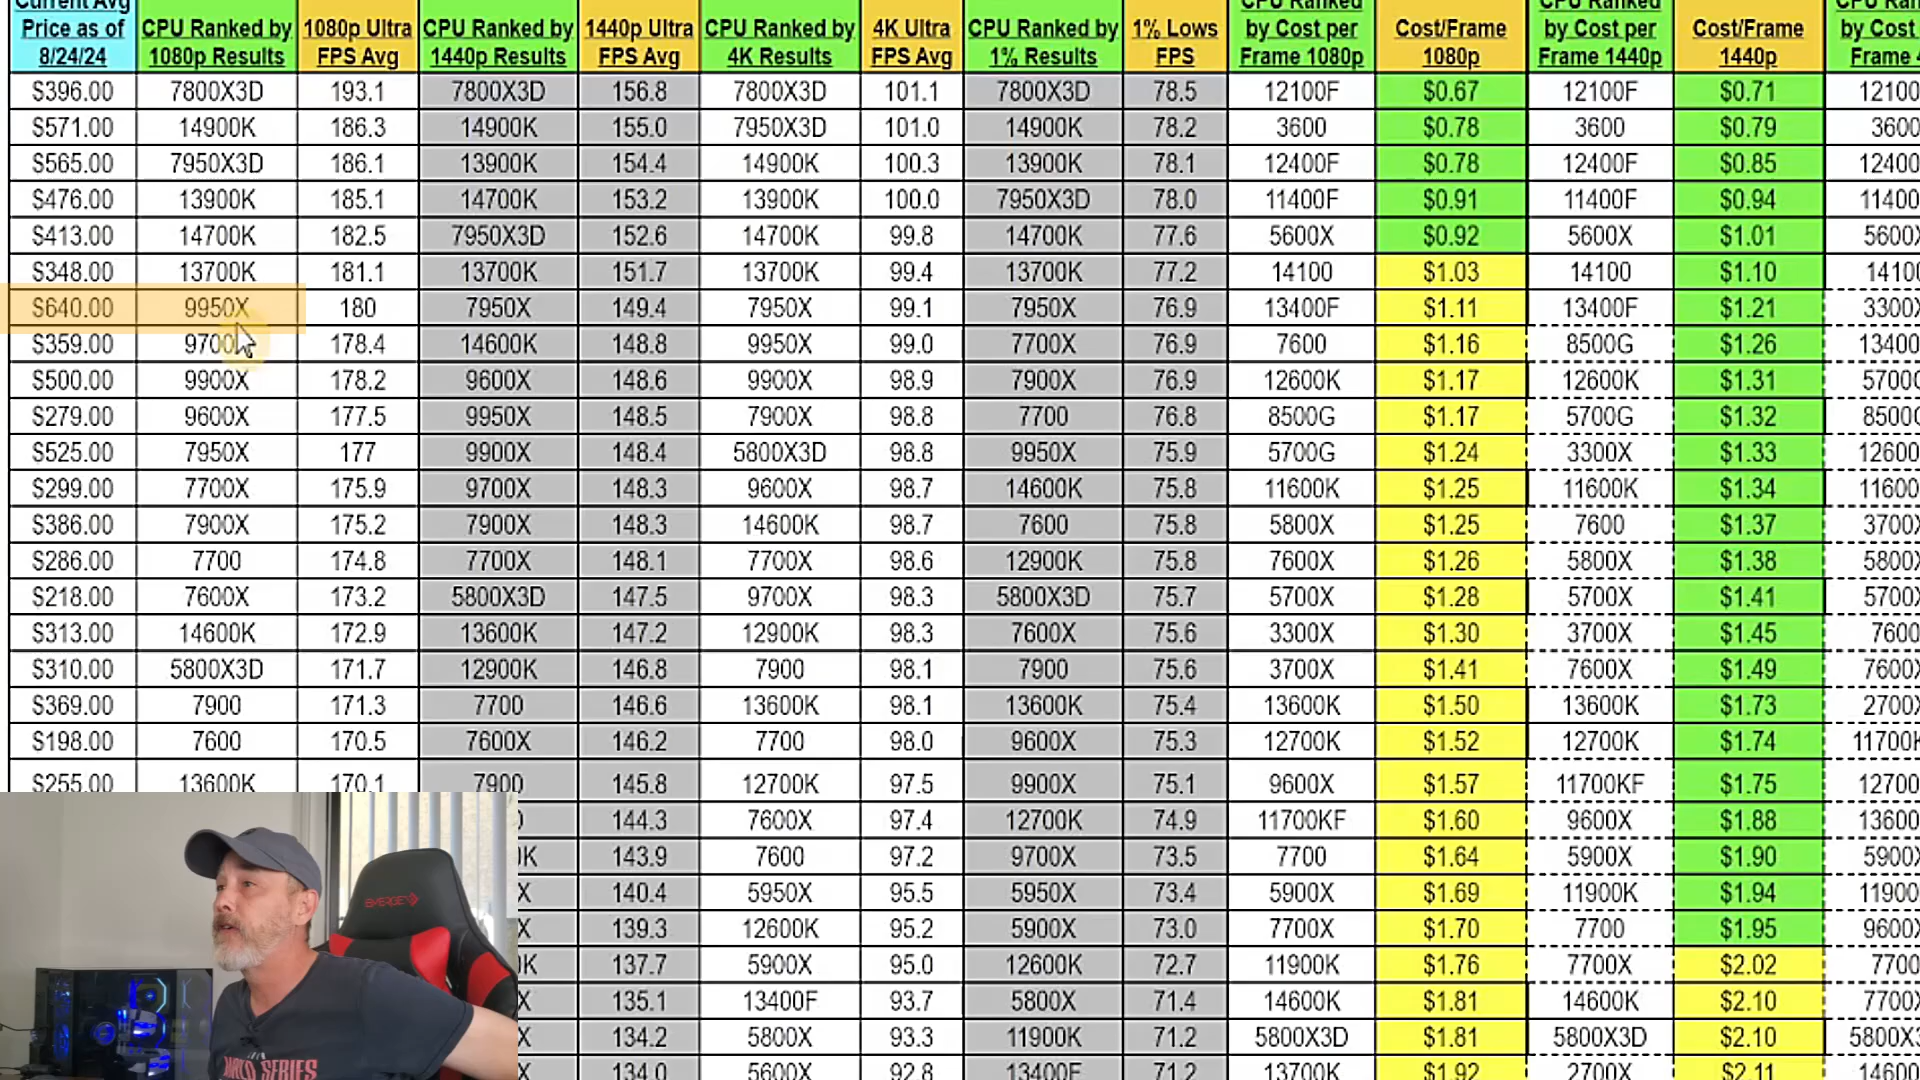 Current Avg
Price as of
8/24/24
CPU Ranked by
1080p Results
1080p Ultra
FPS Avg
CPU Ranked by
1440p Results
1440p Ultra
FPS Avg
CPU Ranked by
4K Results
4K Ultra
FPS Avg
CPU Ranked by
1% Results
1% Lows
FPS
CPU Ranked
by Cost per
Frame 1080p
Cost/Frame
1080p
CPU Ranked
by Cost per
Frame 1440p
Cost/Frame
1440p
CPU Ra
by Cost
Frame
$396.00 7800X3D 193.1 7800X3D 156.8 7800X3D 101.1 7800X3D 78.5 12100F $0.67 12100F $0.71 12100
$571.00 14900K 186.3 14900K 155.0 7950X3D 101.0 14900K 78.2 3600 $0.78 3600 $0.79 3600
$565.00 7950X3D 186.1 13900K 154.4 14900K 100.3 13900K 78.1 12400F $0.78 12400F $0.85 12400
$476.00 13900K 185.1 14700K 153.2 13900K 100.0 7950X3D 78.0 11400F $0.91 11400F $0.94 11400
$413.00 14700K 182.5 7950X3D 152.6 14700K 99.8 14700K 77.6 5600X $0.92 5600X $1.01 5600X
$348.00 13700K 181.1 13700K 151.7 13700K 99.4 13700K 77.2 14100 $1.03 14100 $1.10 14100
$640.00 9950X 180 7950X 149.4 7950X 99.1 7950X 76.9 13400F $1.11 13400F $1.21 3300X
$359.00 9700 178.4 14600K 148.8 9950X 99.0 7700X 76.9 7600 $1.16 8500G $1.26 13400
$500.00 9900X 178.2 9600X 148.6 9900X 98.9 7900X 76.9 12600K $1.17 12600K $1.31 5700G
$279.00 9600X 177.5 9950X 148.5 7900X 98.8 7700 76.8 8500G $1.17 5700G $1.32 8500G
$525.00 7950X 177 9900X 148.4 5800X3D 98.8 9950X 75.9 5700G $1.24 3300X $1.33 12600
$299.00 7700X 175.9 9700X 148.3 9600X 98.7 14600K 75.8 11600K $1.25 11600K $1.34 11600
$386.00 7900X 175.2 7900X 148.3 14600K 98.7 7600 75.8 5800X $1.25 7600 $1.37 3700X
$286.00 7700 174.8 7700X 148.1 7700X 98.6 12900K 75.8 7600X $1.26 5800X $1.38 5800X
$218.00 7600X 173.2 5800X3D 147.5 9700X 98.3 5800X3D 75.7 5700X $1.28 5700X $1.41 5700X
$313.00 14600K 172.9 13600K 147.2 12900K 98.3 7600X 75.6 3300X $1.30 3700X $1.45 7600
$310.00 5800X3D 171.7 12900K 146.8 7900 98.1 7900 75.6 3700X $1.41 7600X $1.49 7600X
$369.00 7900 171.3 7700 146.6 13600K 98.1 13600K 75.4 13600K $1.50 13600K $1.73 2700X
$198.00 7600 170.5 7600X 146.2 7700 98.0 9600X 75.3 12700K $1.52 12700K $1.74 11700K
$255.00 13600K 170.1 7900 145.8 12700K 97.5 9900X 75.1 9600X $1.57 11700KF $1.75 12700
144.3 7600X 97.4 12700K 74.9 11700KF $1.60 9600X $1.88 13600
K 143.9 7600 97.2 9700X 73.5 7700 $1.64 5900X $1.90 5900X
X 140.4 5950X 95.5 5950X 73.4 5900X $1.69 11900K $1.94 11900
X 139.3 12600K 95.2 5900X 73.0 7700X $1.70 7700 $1.95 9600X
K 137.7 5900X 95.0 12600K 72.7 11900K $1.76 7700X $2.02 7700
X 135.1 13400F 93.7 5800X 71.4 14600K $1.81 14600K $2.10 7700X
X 134.2 5800X 93.3 11900K 71.2 5800X3D $1.81 5800X3D $2.10 5800X3
X 134.0 5600X 92.8 13400F 71.2 13700K $1.92 2700X $2.11 14600
EMERGE
WORLD SERIES